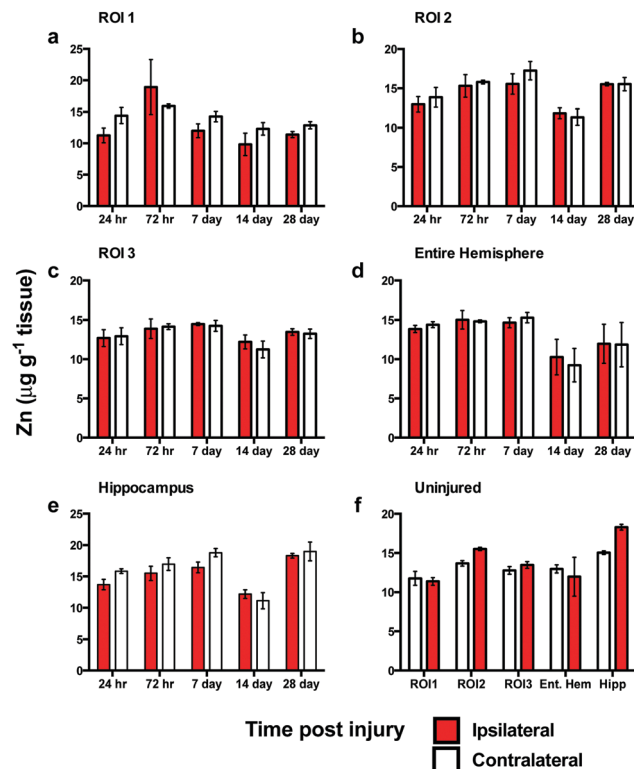 ROI 1
ROI 2
a
b
25
20
15
10
5
0
24 hr 72 hr 7 day 14 day 28 day
20
15
10
5
0
24 hr 72 hr 7 day 14 day 28 day
ROI 3
Entire Hemisphere
c
d
20
15
10
5
0
24 hr 72 hr 7 day 14 day 28 day
20
15
10
5
0
24 hr 72 hr 7 day 14 day 28 day
Zn (μg g⁻¹ tissue)
Hippocampus
Uninjured
e
f
25
20
15
10
5
0
24 hr 72 hr 7 day 14 day 28 day
20
15
10
5
0
ROI1 ROI2 ROI3 Ent. Hem Hipp
Time post injury
Ipsilateral
Contralateral